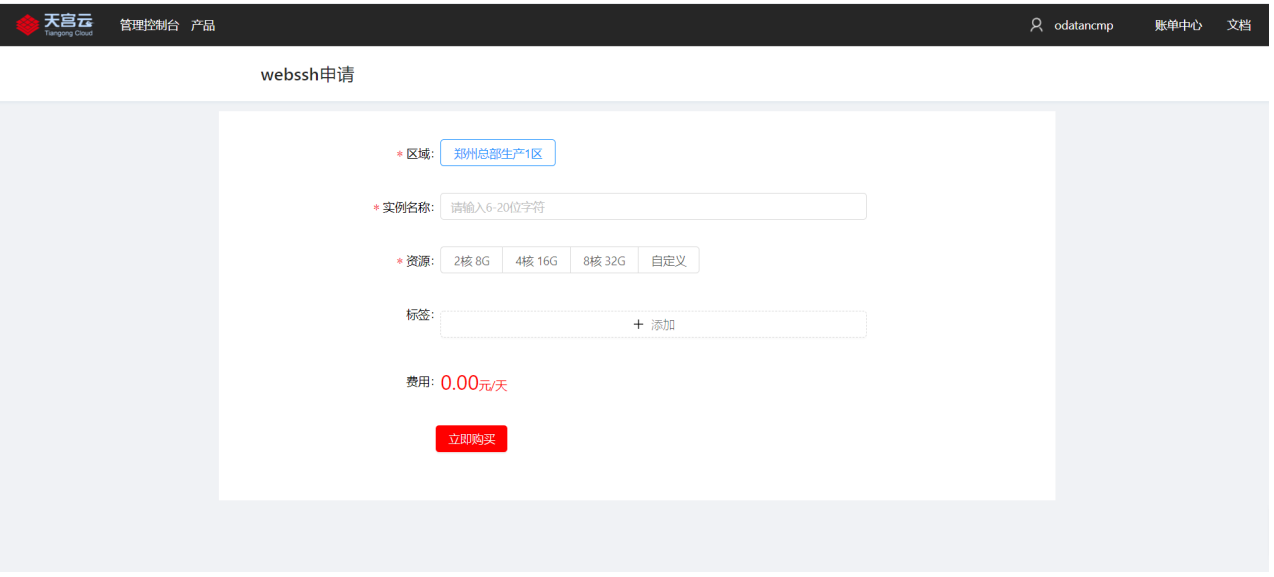 天宫云
Tiangong Cloud
管理控制台 产品
odatancmp 账单中心 文档
webssh申请
* 区域: 郑州总部生产1区
* 实例名称: 请输入6-20位字符
* 资源: 2核 8G 4核 16G 8核 32G 自定义
标签: + 添加
费用: 0.00元/天
立即购买